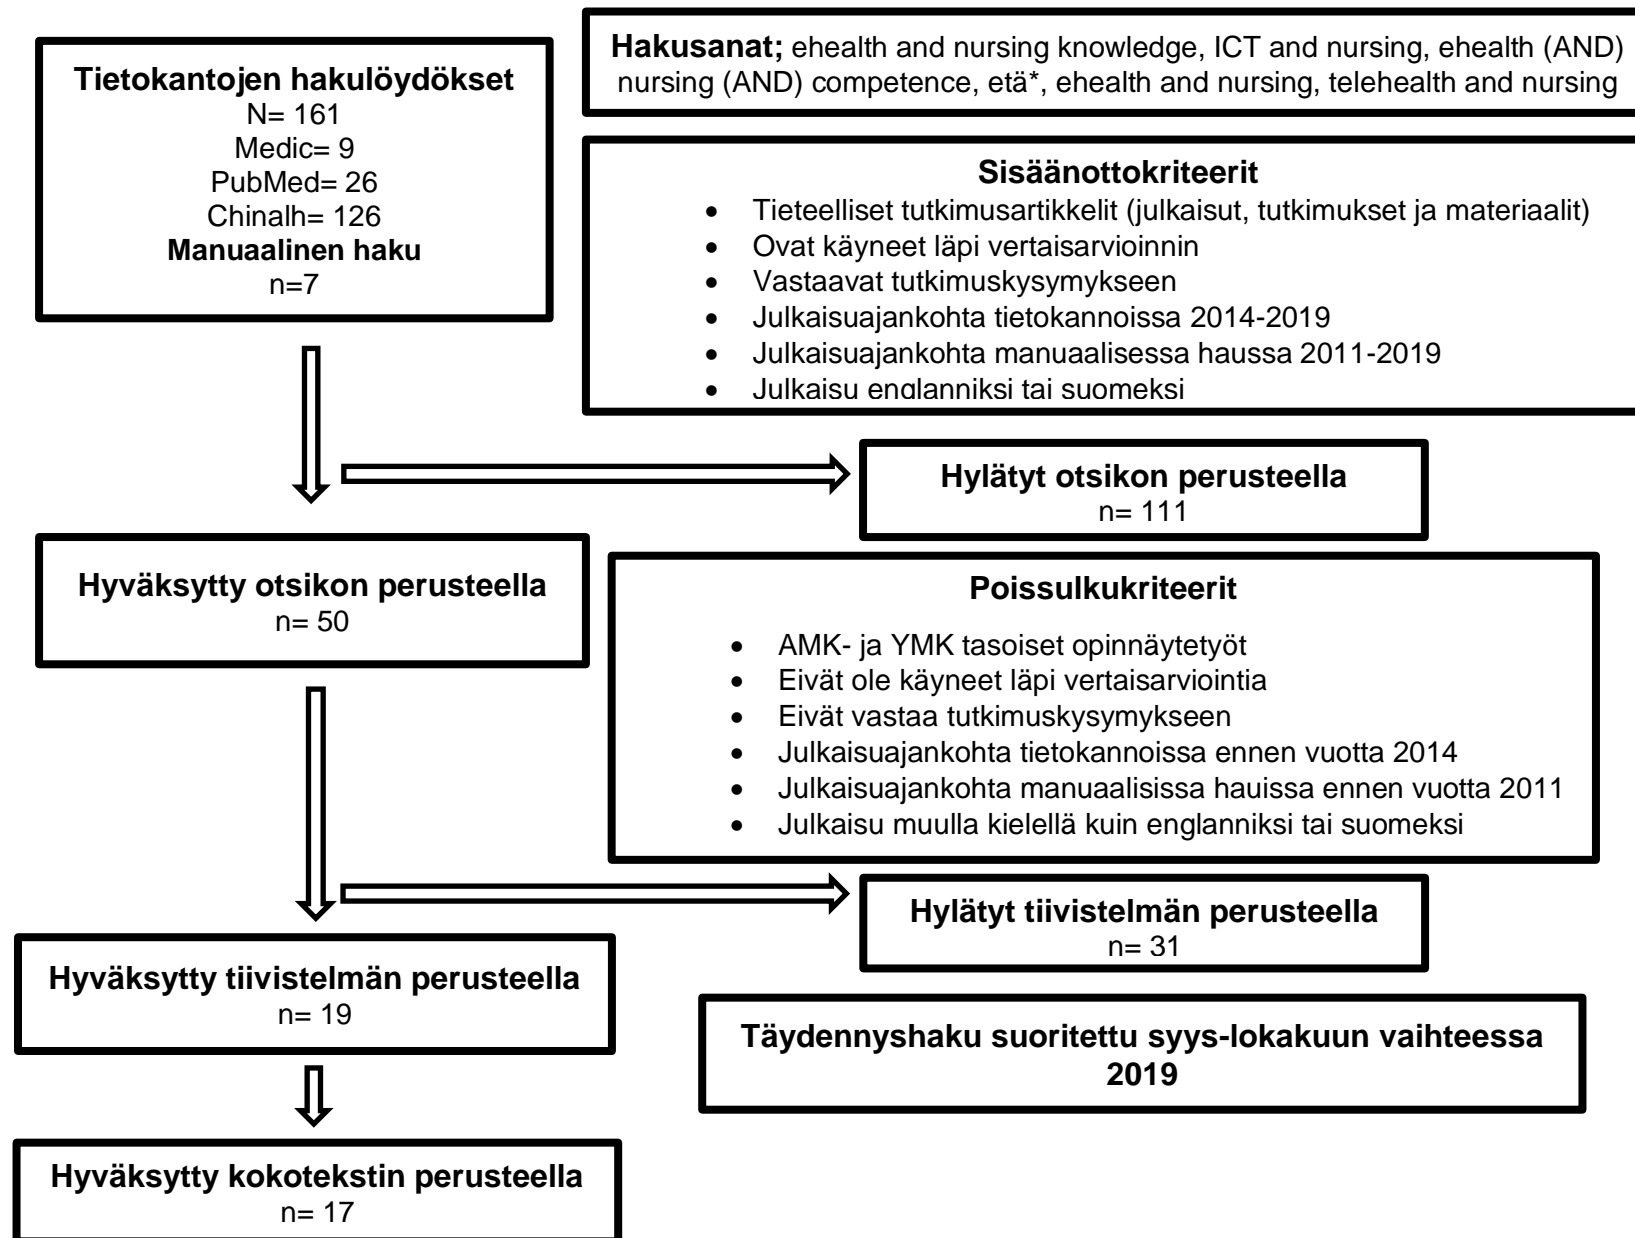 Tietokantojen hakulöydökset
N= 161
Medic= 9
PubMed= 26
Chinalh= 126
Manuaalinen haku
n=7
Hakusanat; ehealth and nursing knowledge, ICT and nursing, ehealth (AND)
nursing (AND) competence, etä*, ehealth and nursing, telehealth and nursing
Sisäänottokriteerit
• Tieteelliset tutkimusartikkelit (julkaisut, tutkimukset ja materiaalit)
• Ovat käyneet läpi vertaisarvioinnin
• Vastaavat tutkimuskysymykseen
• Julkaisuajankohta tietokannoissa 2014-2019
• Julkaisuajankohta manuaalisessa haussa 2011-2019
• Julkaisu englanniksi tai suomeksi
Hylätyt otsikon perusteella
n= 111
Hyväksytty otsikon perusteella
n= 50
Poissulkukriteerit
• AMK- ja YMK tasoiset opinnäytetyöt
• Eivät ole käyneet läpi vertaisarviointia
• Eivät vastaa tutkimuskysymykseen
• Julkaisuajankohta tietokannoissa ennen vuotta 2014
• Julkaisuajankohta manuaalisissa hauissa ennen vuotta 2011
• Julkaisu muulla kielellä kuin englanniksi tai suomeksi
Hylätyt tiivistelmän perusteella
n= 31
Hyväksytty tiivistelmän perusteella
n= 19
Täydennyshaku suoritettu syys-lokakuun vaihteessa
2019
Hyväksytty kokotekstin perusteella
n= 17